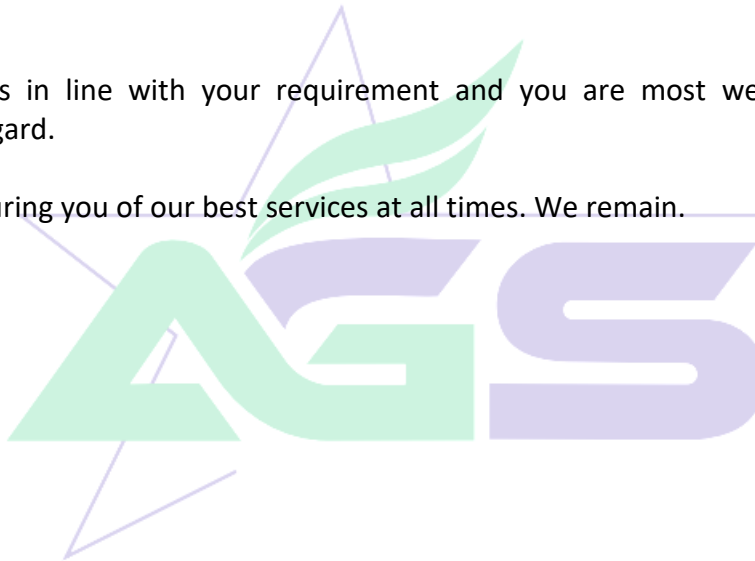 s in line with your requirement and you are most we
gard.
uring you of our best services at all times. We remain.
AGS